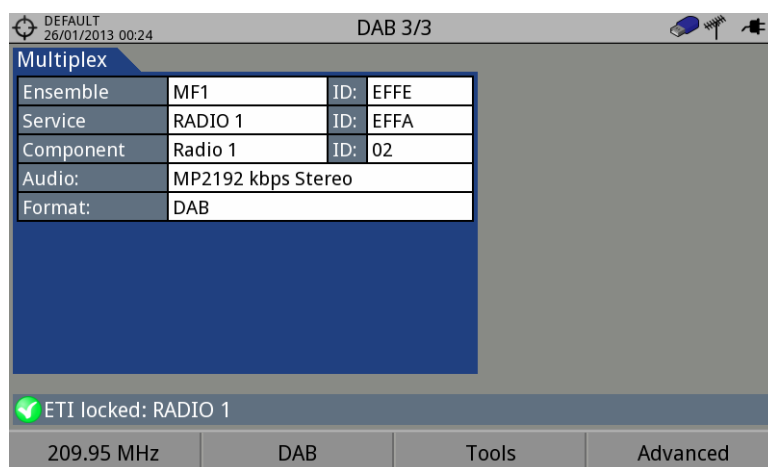 DEFAULT
26/01/2013 00:24
DAB 3/3
Multiplex
Ensemble MF1 ID: EFFE
Service RADIO 1 ID: EFFA
Component Radio 1 ID: 02
Audio: MP2192 kbps Stereo
Format: DAB
ETI locked: RADIO 1
209.95 MHz DAB Tools Advanced